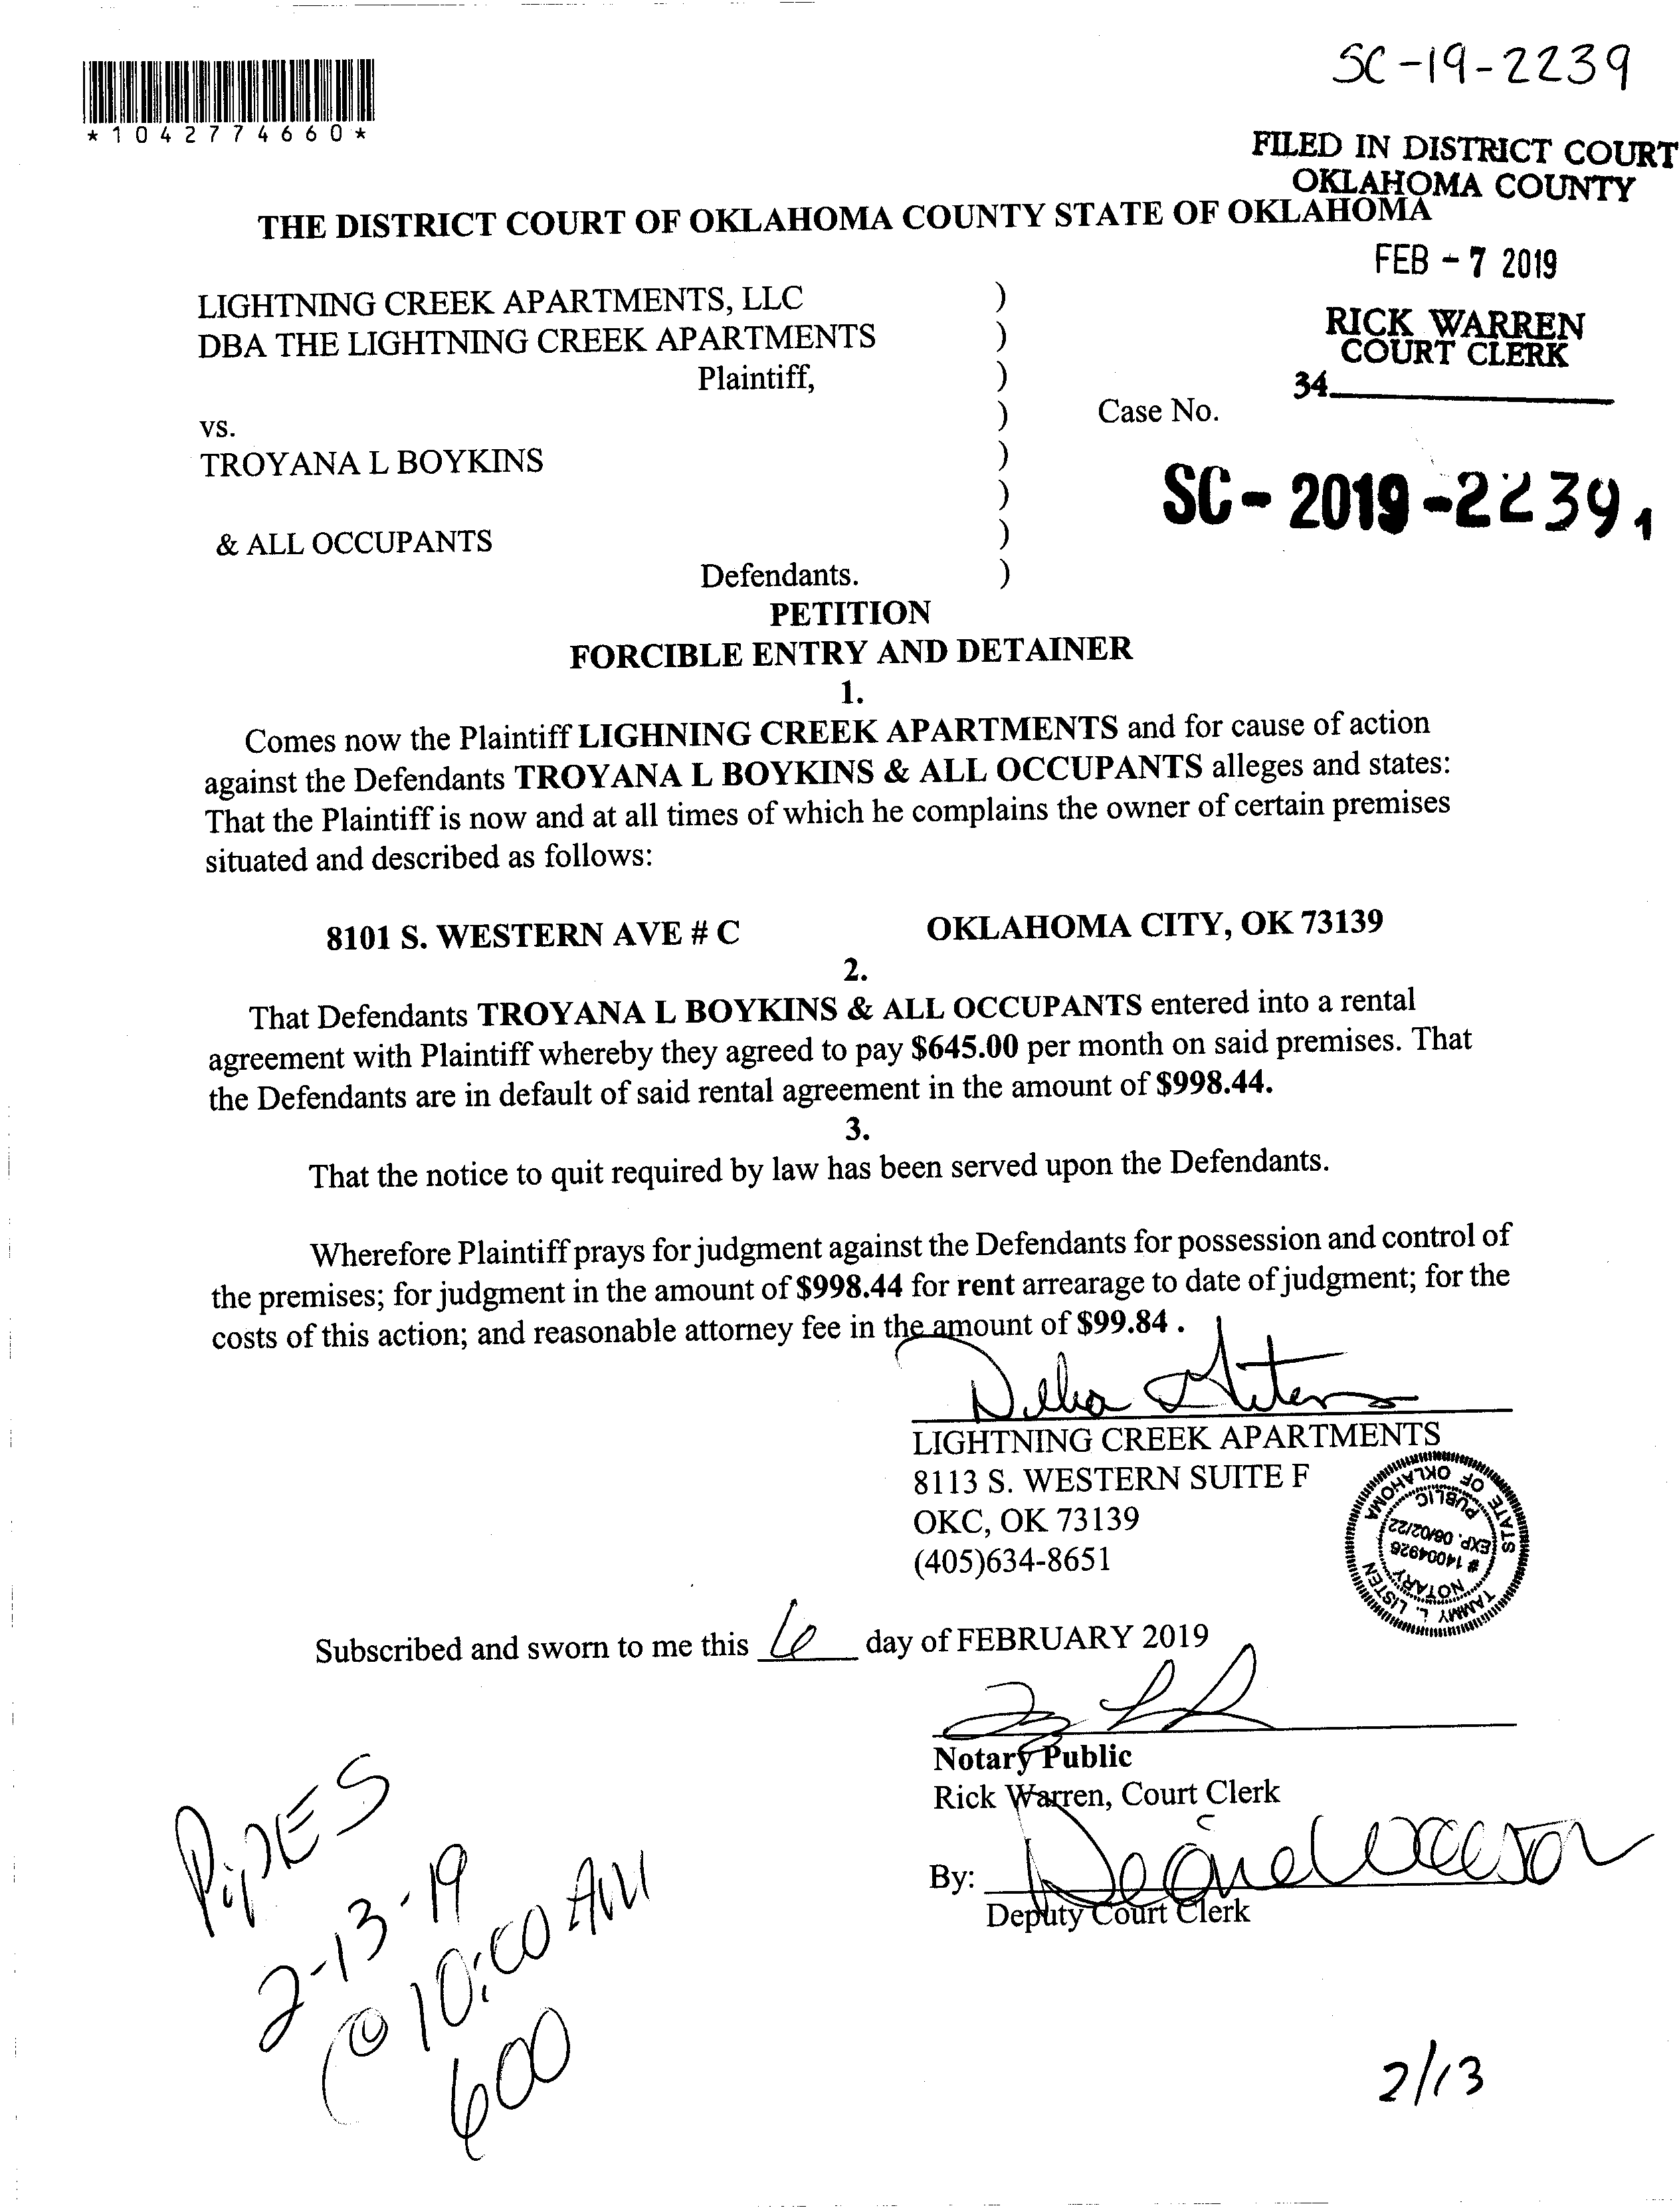 SC-19-2239
*1042774660*
FILED IN DISTRICT COURT
OKLAHOMA COUNTY
THE DISTRICT COURT OF OKLAHOMA COUNTY STATE OF OKLAHOMA
FEB - 7 2019
LIGHTNING CREEK APARTMENTS, LLC )
DBA THE LIGHTNING CREEK APARTMENTS )
RICK WARREN
COURT CLERK
Plaintiff, )
34
) Case No.
vs.
TROYANA L BOYKINS )
)
SC-2019-2239,
& ALL OCCUPANTS )
Defendants. )
PETITION
FORCIBLE ENTRY AND DETAINER
1.
Comes now the Plaintiff LIGHNING CREEK APARTMENTS and for cause of action
against the Defendants TROYANA L BOYKINS & ALL OCCUPANTS alleges and states:
That the Plaintiff is now and at all times of which he complains the owner of certain premises
situated and described as follows:
8101 S. WESTERN AVE # C OKLAHOMA CITY, OK 73139
2.
That Defendants TROYANA L BOYKINS & ALL OCCUPANTS entered into a rental
agreement with Plaintiff whereby they agreed to pay $645.00 per month on said premises. That
the Defendants are in default of said rental agreement in the amount of $998.44.
3.
That the notice to quit required by law has been served upon the Defendants.
Wherefore Plaintiff prays for judgment against the Defendants for possession and control of
the premises; for judgment in the amount of $998.44 for rent arrearage to date of judgment; for the
costs of this action; and reasonable attorney fee in the amount of $99.84 .
LIGHTNING CREEK APARTMENTS
8113 S. WESTERN SUITE F
OKC, OK 73139
(405)634-8651
TAMMY L. LISTEN
NOTARY
# 14004926
EXP. 06/02/22
PUBLIC
STATE OF OKLAHOMA
Subscribed and sworn to me this 6 day of FEBRUARY 2019
Notary Public
Rick Warren, Court Clerk
By:
Deputy Court Clerk
PIPES
2-13-19
@ 10:00 AM
600
2/13